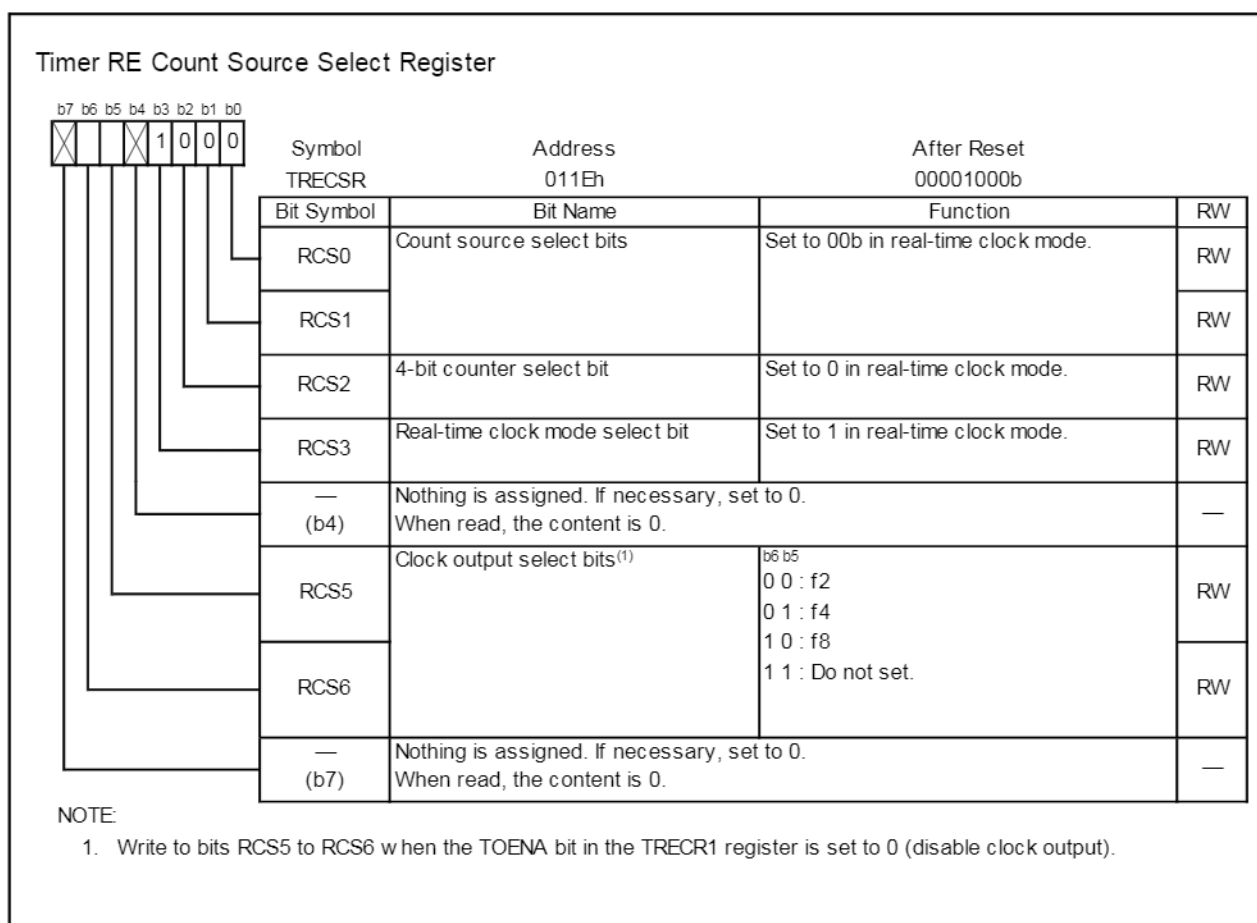 Timer RE Count Source Select Register
b7 b6 b5 b4 b3 b2 b1 b0
1 0 0 0
Symbol Address After Reset
TRECSR 011Eh 00001000b
Bit Symbol Bit Name Function RW
RCS0 Count source select bits Set to 00b in real-time clock mode. RW
RCS1 RW
RCS2 4-bit counter select bit Set to 0 in real-time clock mode. RW
RCS3 Real-time clock mode select bit Set to 1 in real-time clock mode. RW
— Nothing is assigned. If necessary, set to 0. —
(b4) When read, the content is 0.
RCS5 Clock output select bits(1) b6 b5 RW
0 0 : f2
0 1 : f4
1 0 : f8
RCS6 1 1 : Do not set. RW
— Nothing is assigned. If necessary, set to 0. —
(b7) When read, the content is 0.
NOTE:
1. Write to bits RCS5 to RCS6 when the TOENA bit in the TRECR1 register is set to 0 (disable clock output).